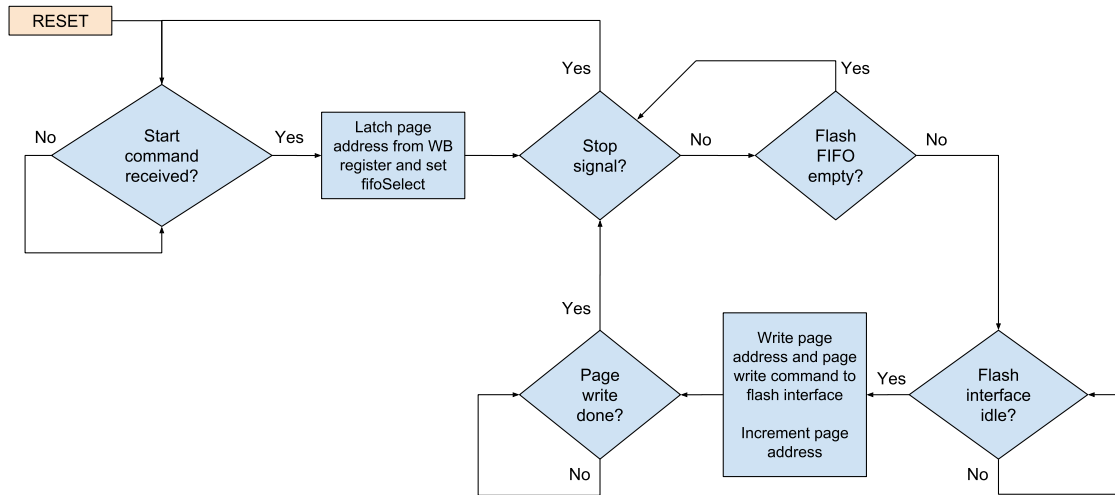 RESET
No
Start
command
received?
Yes
Latch page
address from WB
register and set
fifoSelect
Yes
Stop
signal?
No
Yes
Flash
FIFO
empty?
No
Yes
Page
write
done?
No
Write page
address and page
write command to
flash interface
Increment page
address
Yes
Flash
interface
idle?
No